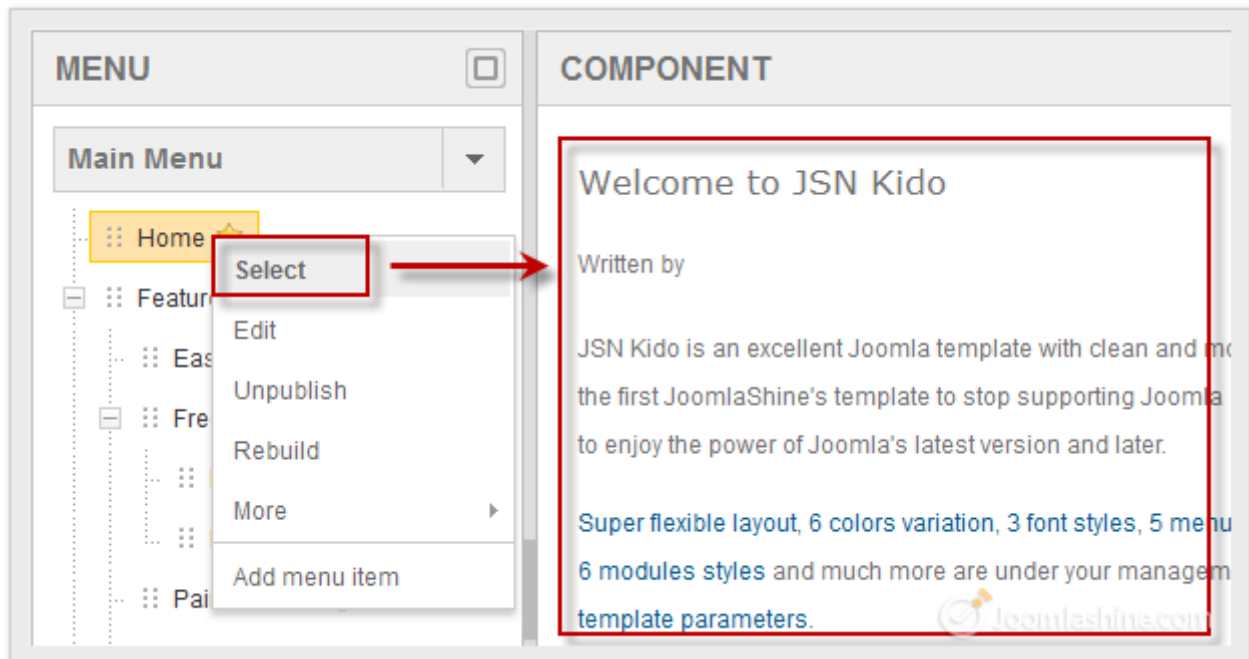 MENU
Main Menu
Home
Select
Featur
Edit
Eas
Unpublish
Fre
Rebuild
More
Add menu item
Pai
COMPONENT
Welcome to JSN Kido
Written by
JSN Kido is an excellent Joomla template with clean and mo
the first JoomlaShine's template to stop supporting Joomla
to enjoy the power of Joomla's latest version and later.
Super flexible layout, 6 colors variation, 3 font styles, 5 menu
6 modules styles and much more are under your managem
template parameters.
Joomlashine.com